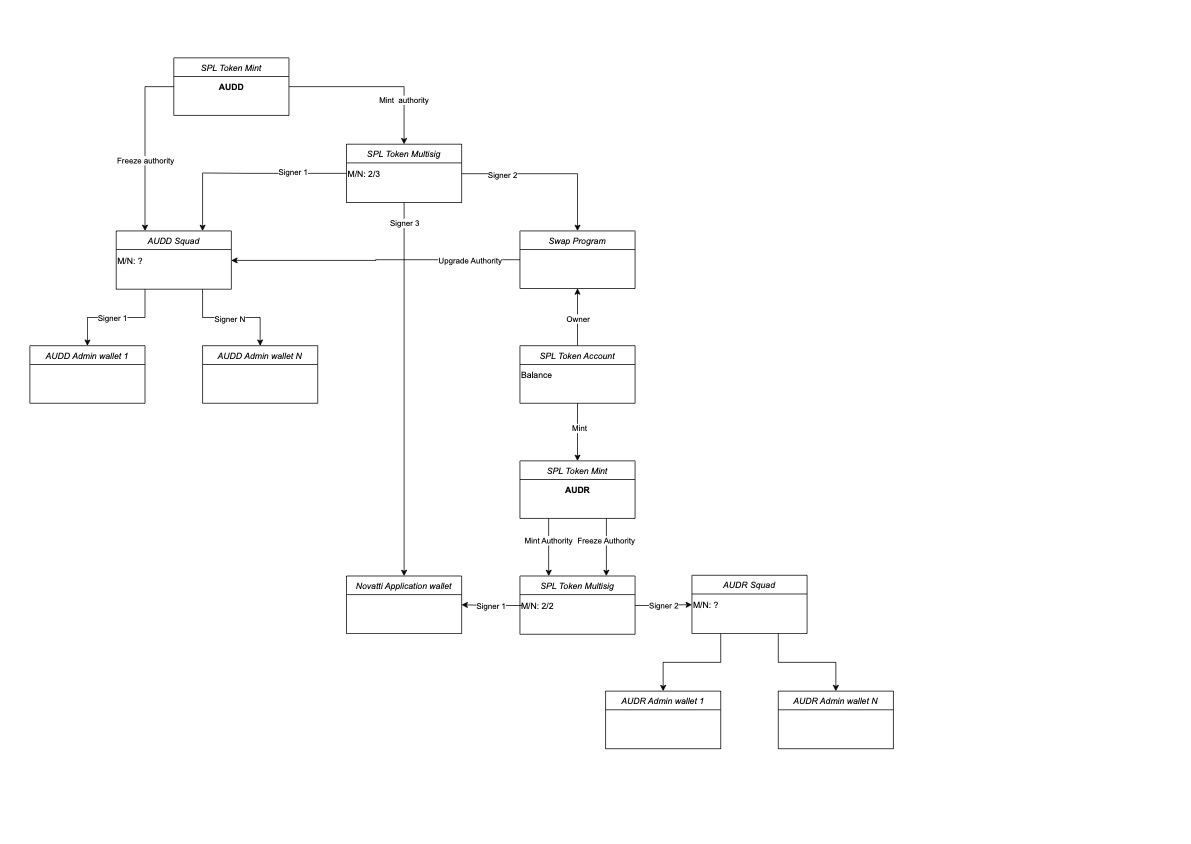 SPL Token Mint
AUDD
Mint authority
Freeze authority
SPL Token Multisig
M/N: 2/3
Signer 1
Signer 2
Signer 3
AUDD Squad
M/N: ?
Swap Program
Upgrade Authority
Signer 1
Signer N
Owner
AUDD Admin wallet 1
AUDD Admin wallet N
SPL Token Account
Balance
Mint
SPL Token Mint
AUDR
Mint Authority
Freeze Authority
Novatti Application wallet
SPL Token Multisig
M/N: 2/2
AUDR Squad
M/N: ?
Signer 1
Signer 2
AUDR Admin wallet 1
AUDR Admin wallet N